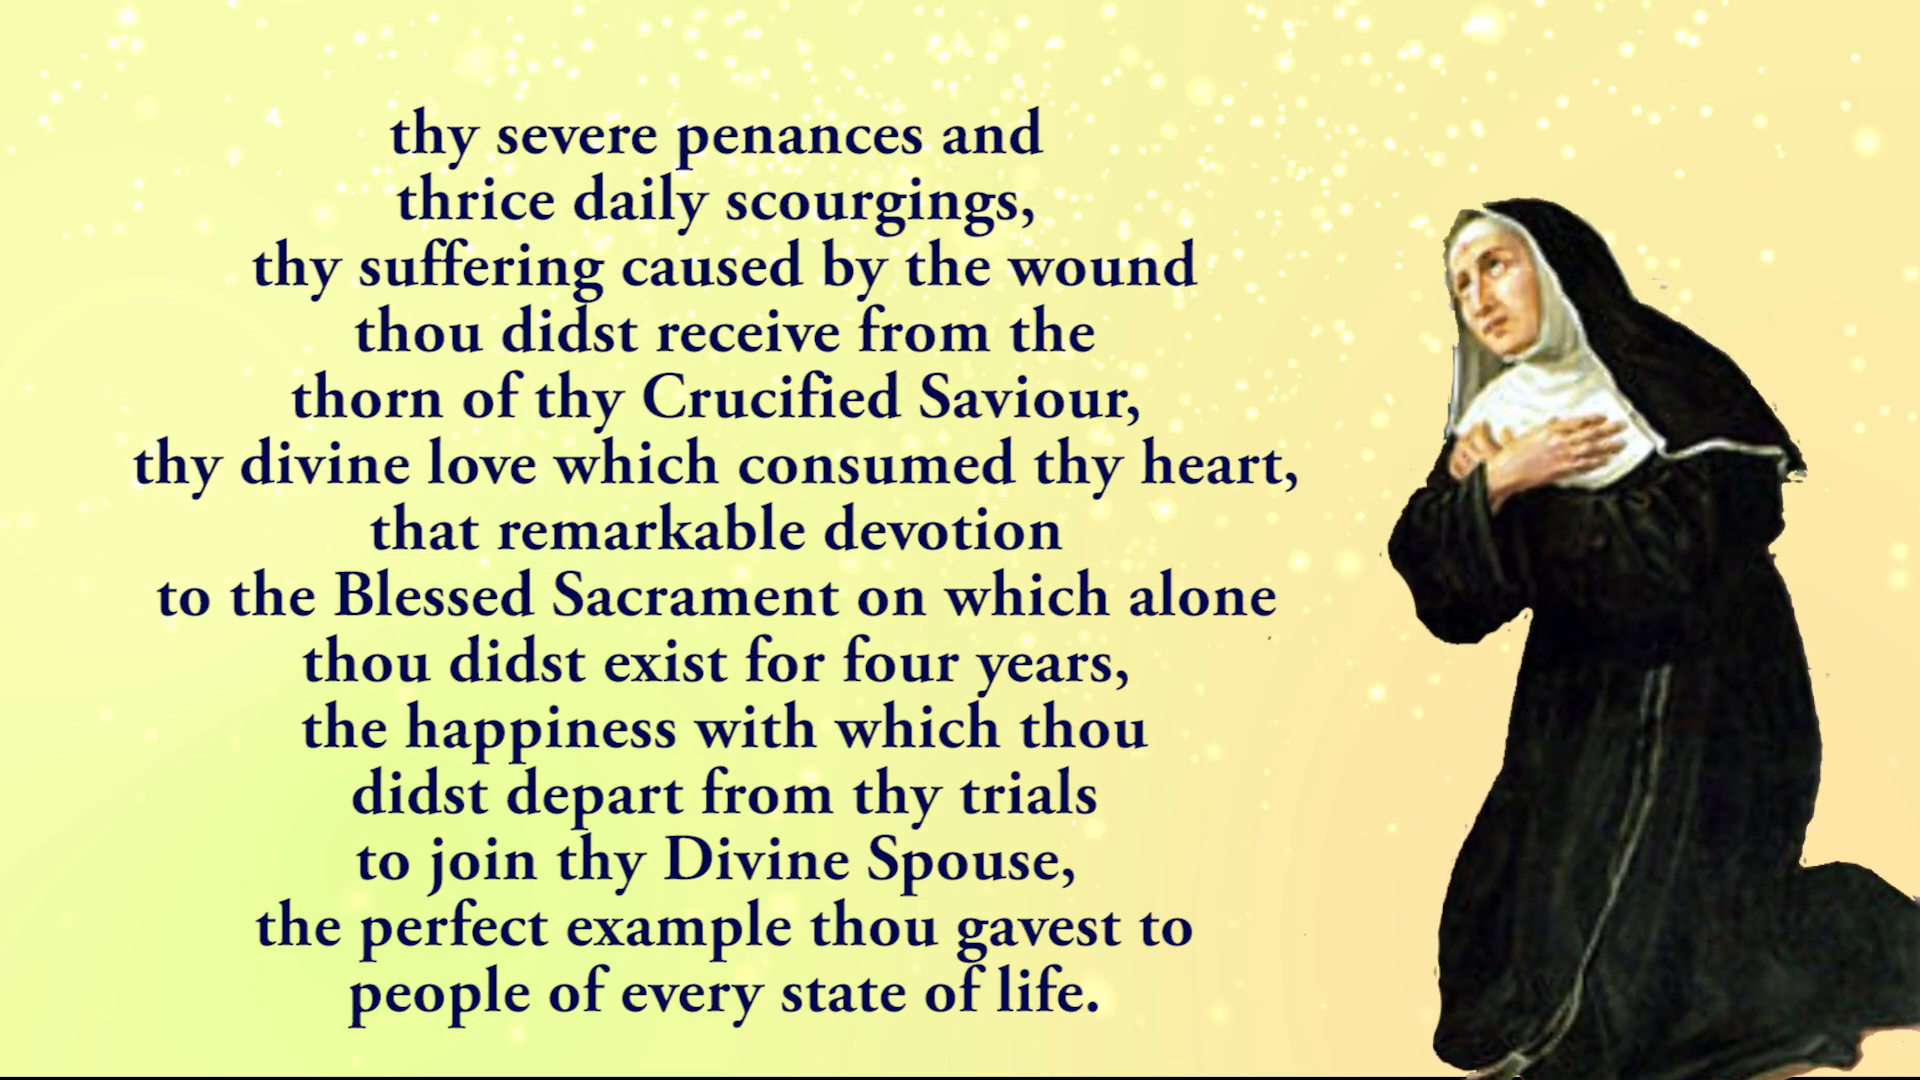 thy severe penances and
thrice daily scourgings,
thy suffering caused by the wound
thou didst receive from the
thorn of thy Crucified Saviour,
thy divine love which consumed thy heart,
that remarkable devotion
to the Blessed Sacrament on which alone
thou didst exist for four years,
the happiness with which thou
didst depart from thy trials
to join thy Divine Spouse,
the perfect example thou gavest to
people of every state of life.